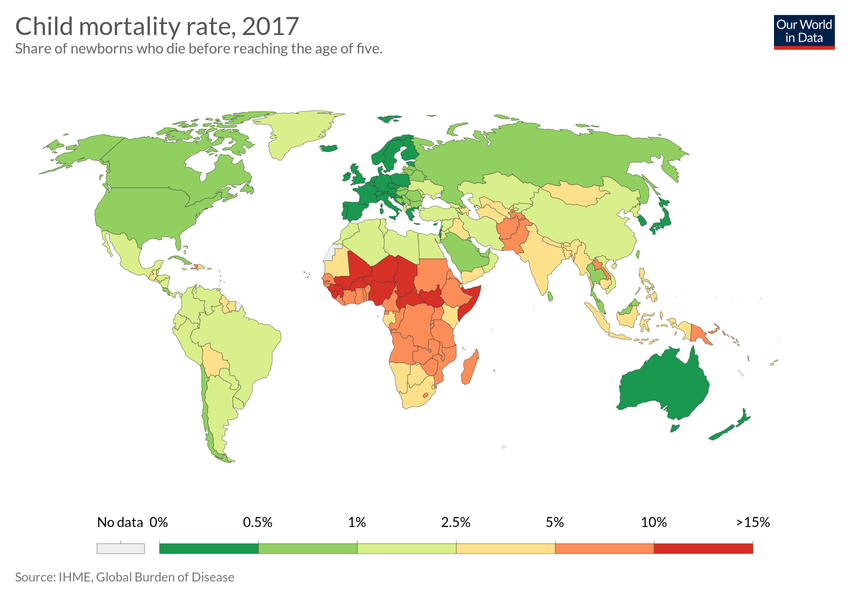 Child mortality rate, 2017
Share of newborns who die before reaching the age of five.
Our World
in Data
No data 0% 0.5% 1% 2.5% 5% 10% >15%
Source: IHME, Global Burden of Disease